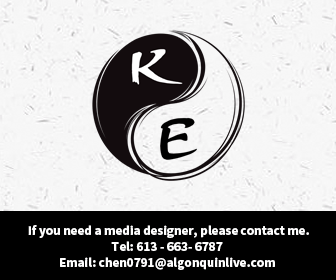 K
E
If you need a media designer, please contact me.
Tel: 613 - 663- 6787
Email: chen0791@algonquinlive.com